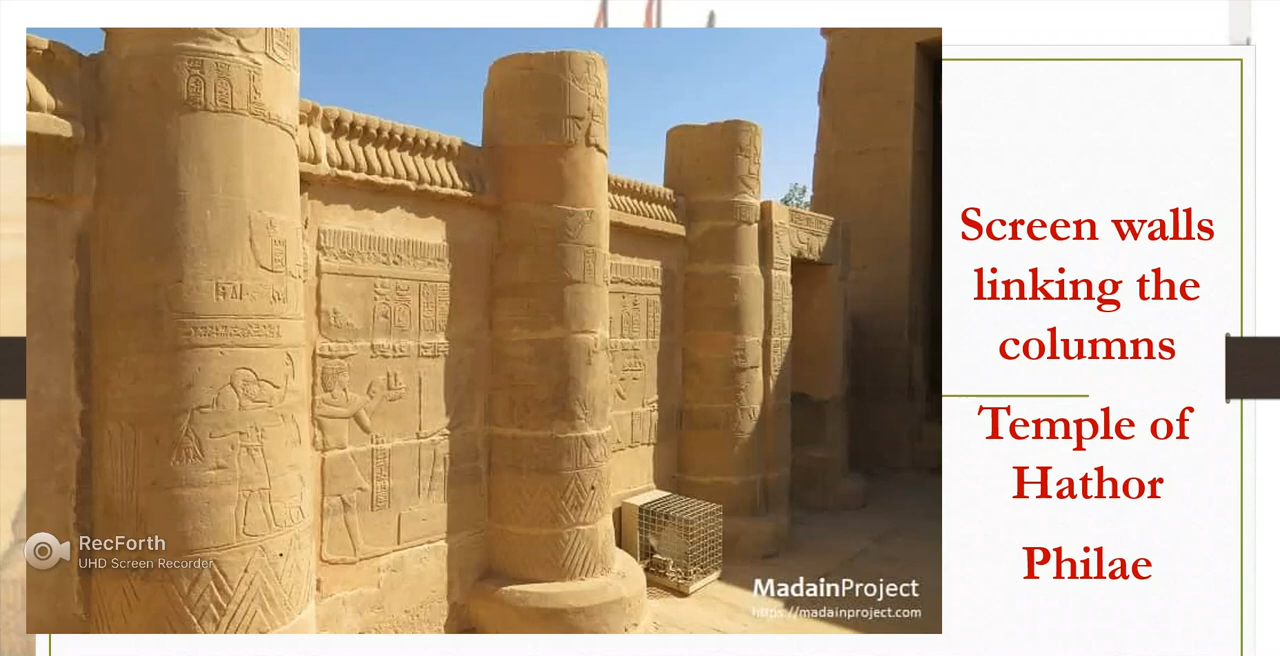 Screen walls
linking the
columns
Temple of
Hathor
Philae
RecForth
UHD Screen Recorder
MadainProject
https://madainproject.com